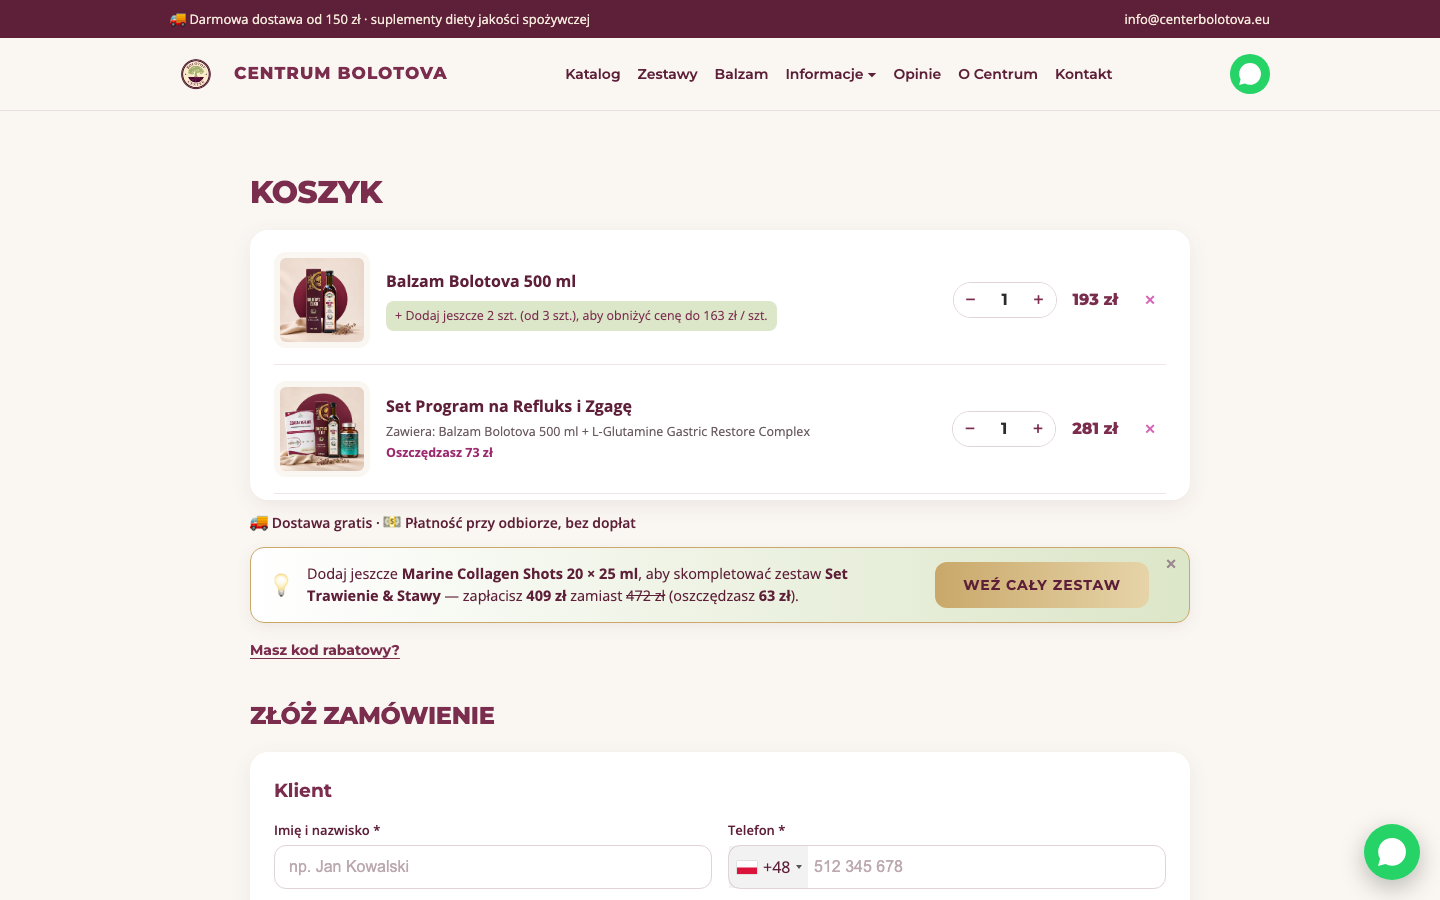 🚚 Darmowa dostawa od 150 zł · suplementy diety jakości spożywczej
info@centerbolotova.eu
CENTRUM BOLOTOVA
Katalog Zestawy Balzam Informacje Opinie O Centrum Kontakt
KOSZYK
Balzam Bolotova 500 ml
+ Dodaj jeszcze 2 szt. (od 3 szt.), aby obniżyć cenę do 163 zł / szt.
− 1 + 193 zł ×
Set Program na Refluks i Zgagę
Zawiera: Balzam Bolotova 500 ml + L-Glutamine Gastric Restore Complex
Oszczędzasz 73 zł
− 1 + 281 zł ×
🚚 Dostawa gratis · 💵 Płatność przy odbiorze, bez dopłat
Dodaj jeszcze Marine Collagen Shots 20 × 25 ml, aby skompletować zestaw Set
Trawienie & Stawy — zapłacisz 409 zł zamiast 472 zł (oszczędzasz 63 zł).
WEŹ CAŁY ZESTAW
×
Masz kod rabatowy?
ZŁÓŻ ZAMÓWIENIE
Klient
Imię i nazwisko *
np. Jan Kowalski
Telefon *
+48 512 345 678